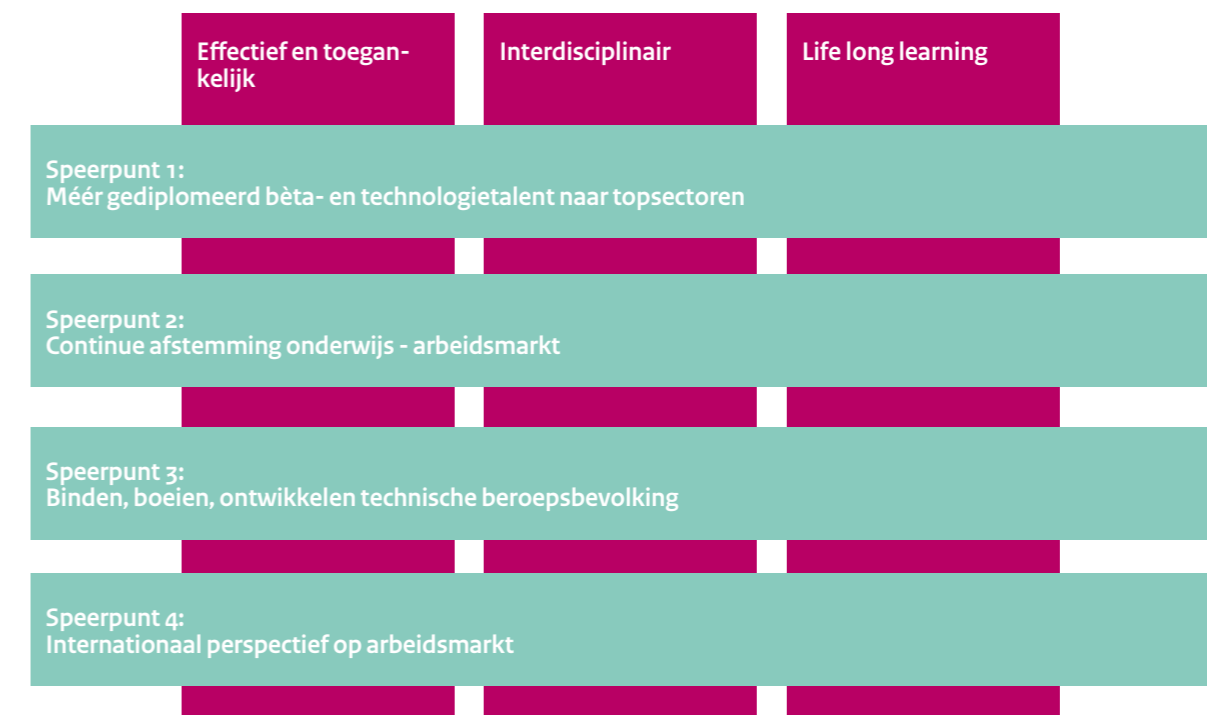 Effectief en toegan-
kelijk
Interdisciplinair
Life long learning
Speerpunt 1:
Méér gediplomeerd bèta- en technologietalent naar topsectoren
Speerpunt 2:
Continue afstemming onderwijs - arbeidsmarkt
Speerpunt 3:
Binden, boeien, ontwikkelen technische beroepsbevolking
Speerpunt 4:
Internationaal perspectief op arbeidsmarkt